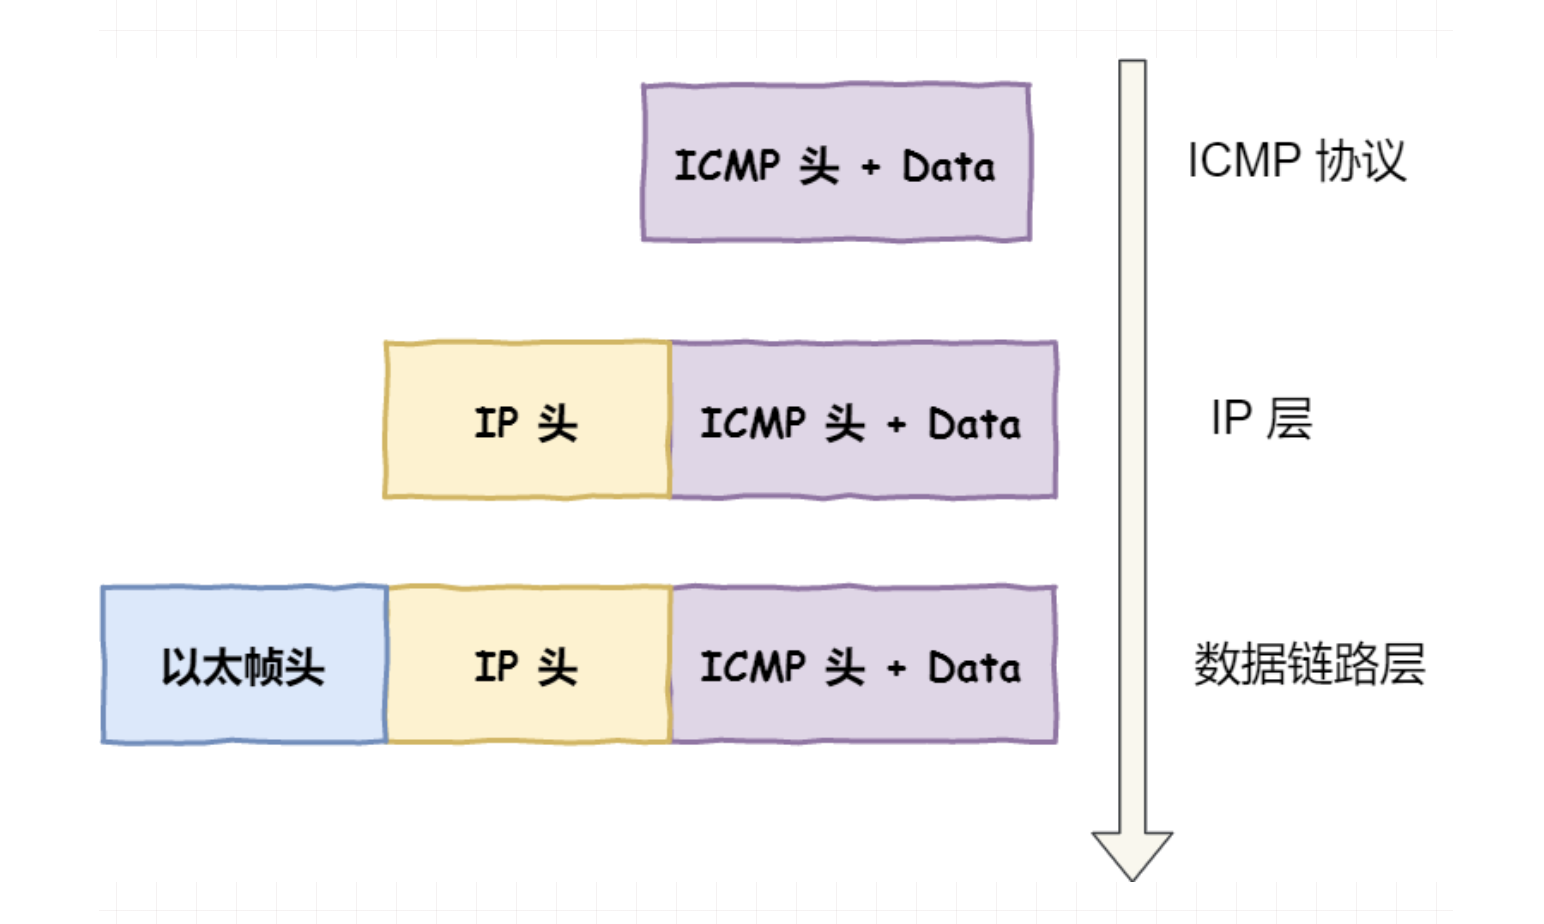 ICMP 头 + Data
ICMP 协议
IP 头
ICMP 头 + Data
IP 层
以太帧头
IP 头
ICMP 头 + Data
数据链路层